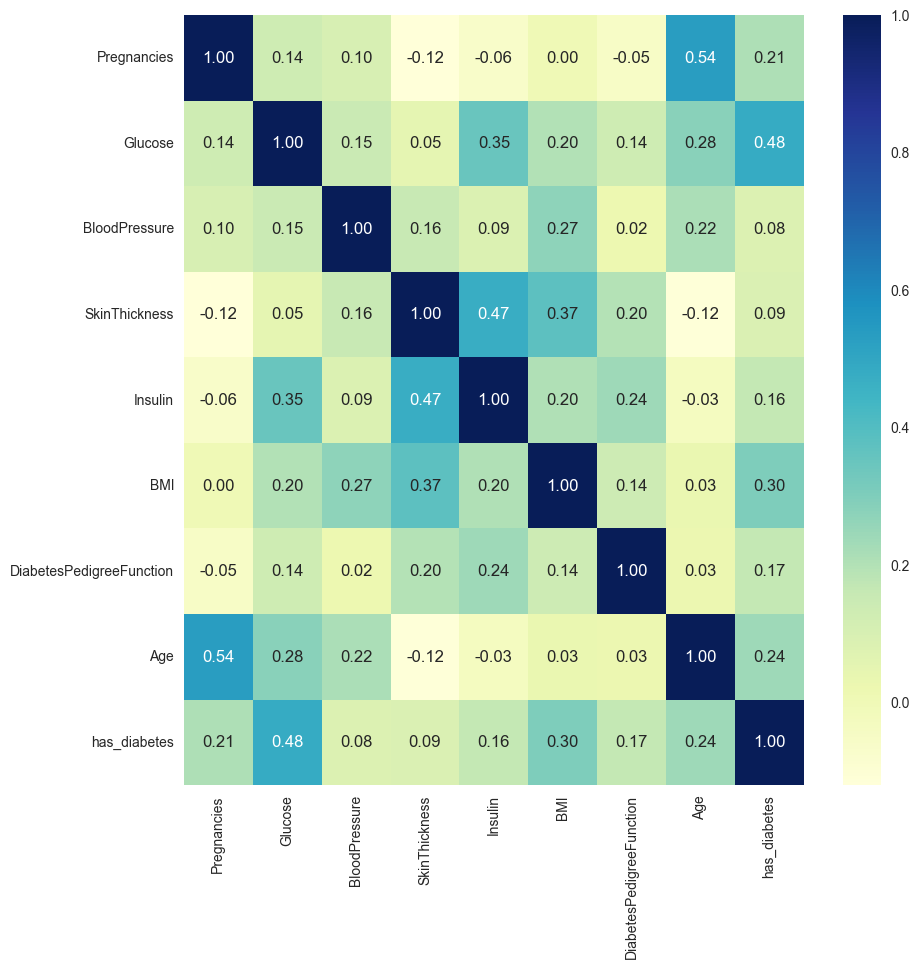 Pregnancies 1.00 0.14 0.10 -0.12 -0.06 0.00 -0.05 0.54 0.21
Glucose 0.14 1.00 0.15 0.05 0.35 0.20 0.14 0.28 0.48
BloodPressure 0.10 0.15 1.00 0.16 0.09 0.27 0.02 0.22 0.08
SkinThickness -0.12 0.05 0.16 1.00 0.47 0.37 0.20 -0.12 0.09
Insulin -0.06 0.35 0.09 0.47 1.00 0.20 0.24 -0.03 0.16
BMI 0.00 0.20 0.27 0.37 0.20 1.00 0.14 0.03 0.30
DiabetesPedigreeFunction -0.05 0.14 0.02 0.20 0.24 0.14 1.00 0.03 0.17
Age 0.54 0.28 0.22 -0.12 -0.03 0.03 0.03 1.00 0.24
has_diabetes 0.21 0.48 0.08 0.09 0.16 0.30 0.17 0.24 1.00
Pregnancies
Glucose
BloodPressure
SkinThickness
Insulin
BMI
DiabetesPedigreeFunction
Age
has_diabetes
1.0
0.8
0.6
0.4
0.2
0.0